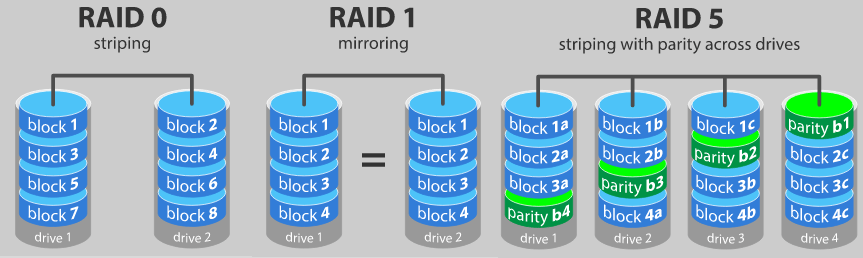 RAID 0
striping
block 1
block 3
block 5
block 7
drive 1
block 2
block 4
block 6
block 8
drive 2
RAID 1
mirroring
block 1
block 2
block 3
block 4
drive 1
=
block 1
block 2
block 3
block 4
drive 2
RAID 5
striping with parity across drives
block 1a
block 2a
block 3a
parity b4
drive 1
block 1b
block 2b
parity b3
block 4a
drive 2
block 1c
parity b2
block 3b
block 4b
drive 3
parity b1
block 2c
block 3c
block 4c
drive 4